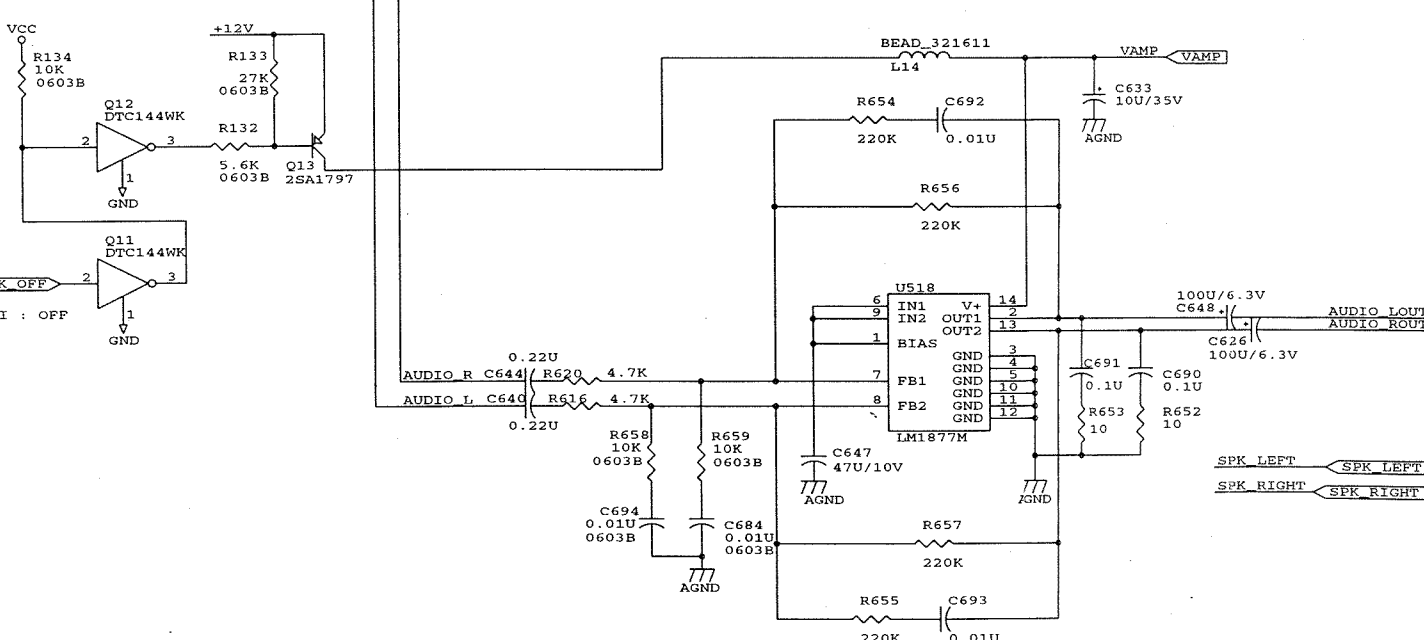 VCC
R134
10K
0603B
+12V
R133
27K
0603B
Q12
DTC144WK
2
3
1
GND
R132
5.6K
0603B
Q13
2SA1797
Q11
DTC144WK
K_OFF
2
3
1
GND
I : OFF
BEAD_321611
L14
VAMP
VAMP
C633
10U/35V
AGND
R654
220K
C692
0.01U
R656
220K
U518
6
IN1
V+
14
9
IN2
OUT1
2
OUT2
13
1
BIAS
GND
3
GND
4
7
FB1
GND
5
GND
10
8
FB2
GND
11
GND
12
LM1877M
0.22U
AUDIO_R
C644
R620
4.7K
AUDIO_L
C640
R616
4.7K
0.22U
R658
10K
0603B
R659
10K
0603B
C694
0.01U
0603B
C684
0.01U
0603B
AGND
C647
47U/10V
AGND
AGND
100U/6.3V
C648
C626
100U/6.3V
AUDIO_LOUT
AUDIO_ROUT
C691
0.1U
C690
0.1U
R653
10
R652
10
SPK_LEFT
SPK_LEFT
SPK_RIGHT
SPK_RIGHT
R657
220K
R655
220K
C693
0.01U